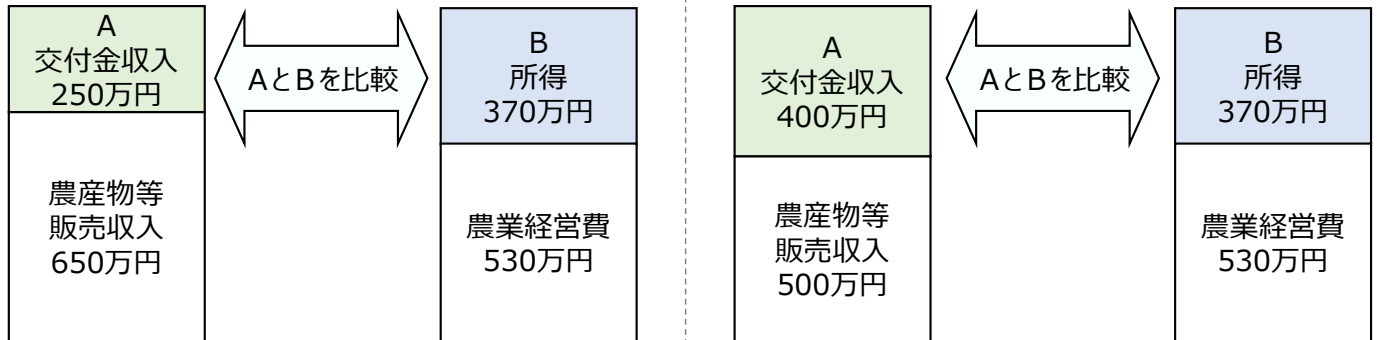 A
交付金収入
250万円
農産物等
販売収入
650万円
AとBを比較
B
所得
370万円
農業経営費
530万円
A
交付金収入
400万円
農産物等
販売収入
500万円
AとBを比較
B
所得
370万円
農業経営費
530万円